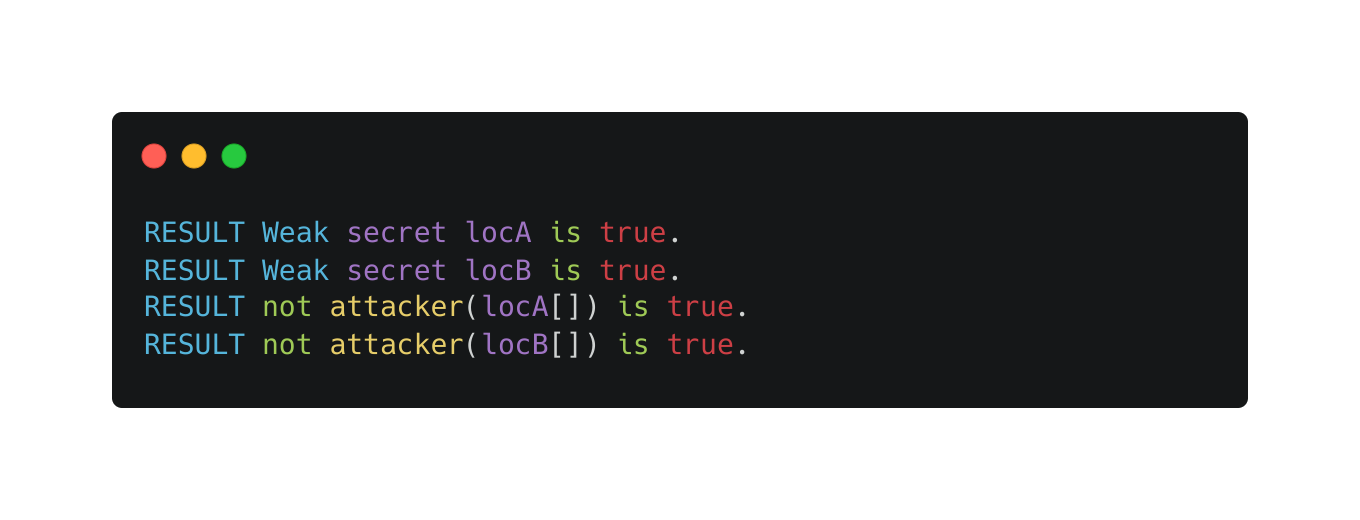 RESULT Weak secret locA is true.
RESULT Weak secret locB is true.
RESULT not attacker(locA[]) is true.
RESULT not attacker(locB[]) is true.